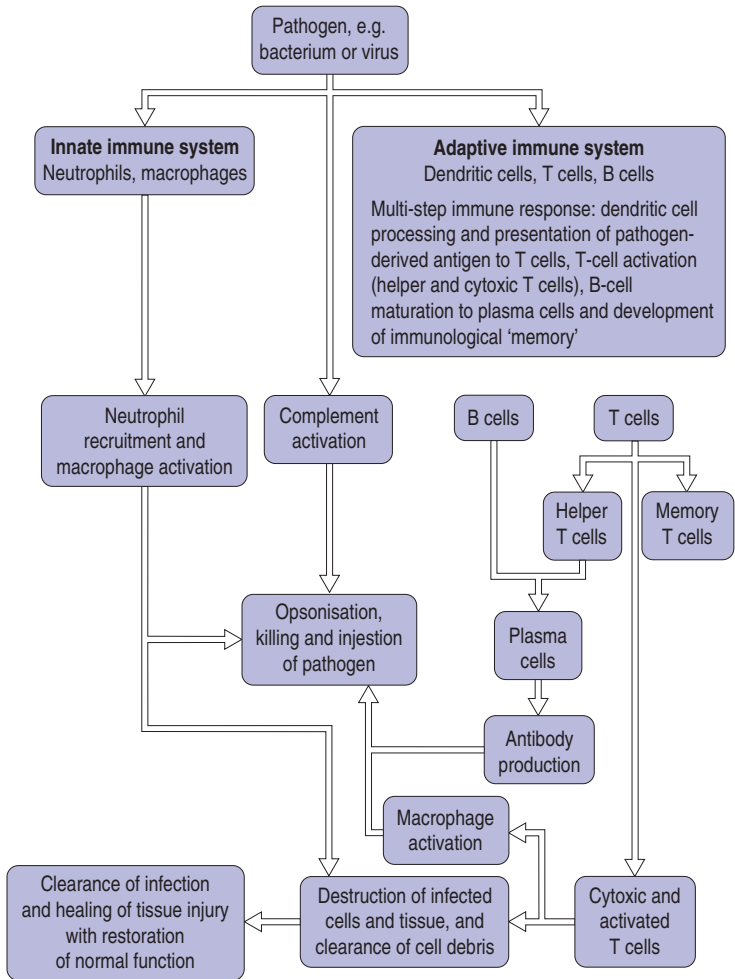 Pathogen, e.g.
bacterium or virus
Innate immune system
Neutrophils, macrophages
Adaptive immune system
Dendritic cells, T cells, B cells
Multi-step immune response: dendritic cell
processing and presentation of pathogen-
derived antigen to T cells, T-cell activation
(helper and cytoxic T cells), B-cell
maturation to plasma cells and development
of immunological ‘memory’
Neutrophil
recruitment and
macrophage activation
Complement
activation
B cells
T cells
Helper
T cells
Memory
T cells
Opsonisation,
killing and injestion
of pathogen
Plasma
cells
Antibody
production
Macrophage
activation
Clearance of infection
and healing of tissue injury
with restoration
of normal function
Destruction of infected
cells and tissue, and
clearance of cell debris
Cytoxic and
activated
T cells